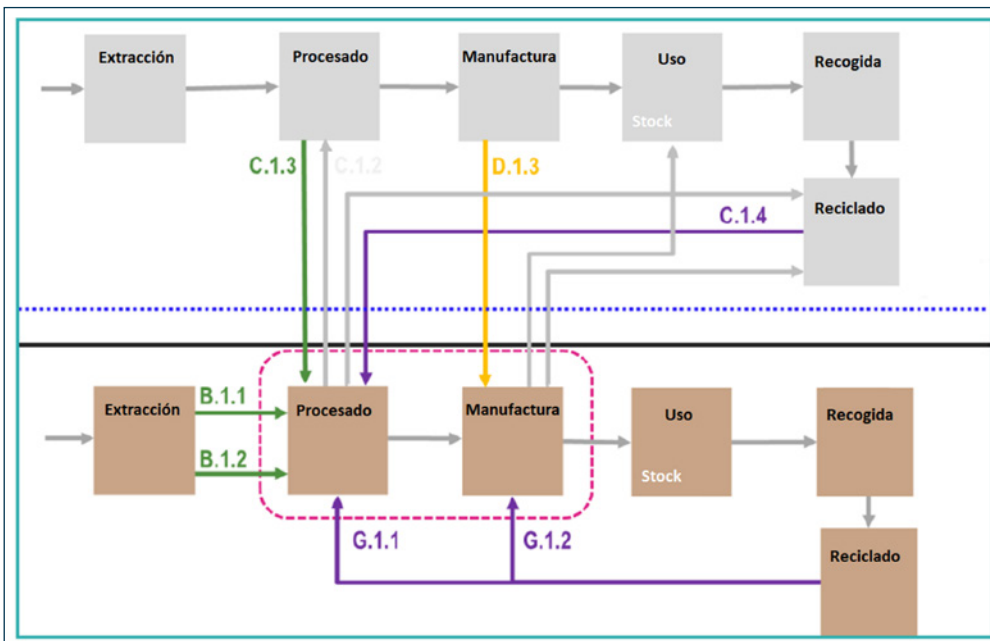 Extracción
Procesado
Manufactura
Uso
Recogida
Stock
C.1.3
C.1.2
D.1.3
Reciclado
C.1.4
Extracción
B.1.1
Procesado
Manufactura
Uso
Recogida
B.1.2
Stock
G.1.1
G.1.2
Reciclado